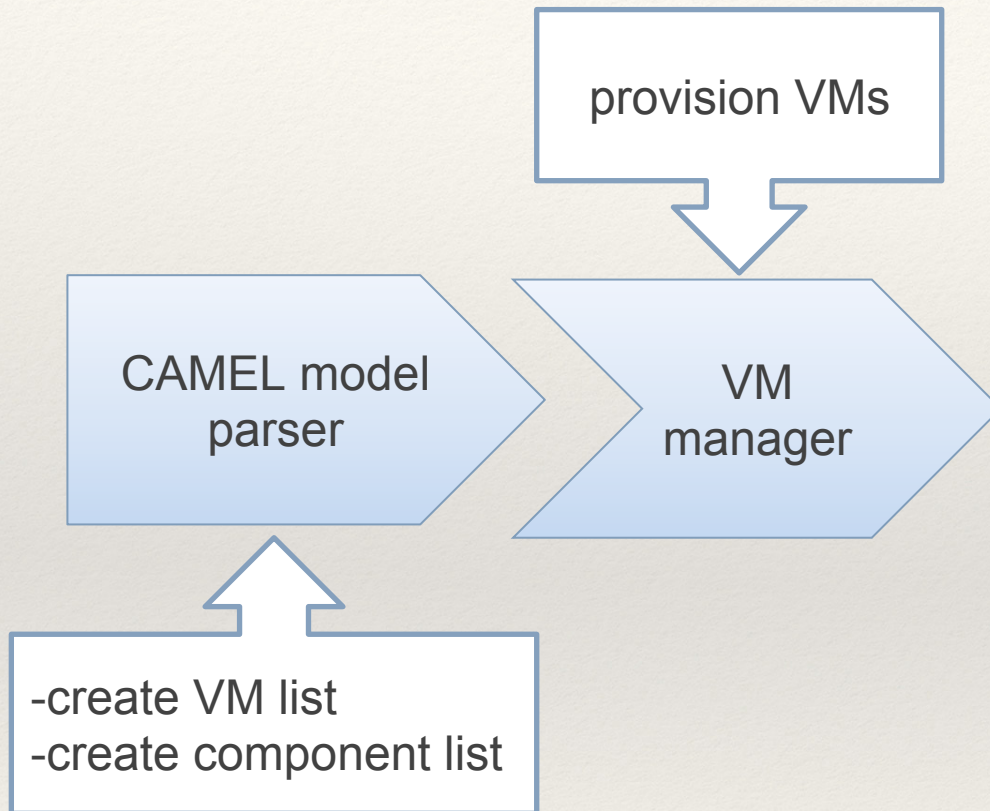 provision VMs
CAMEL model
parser
VM
manager
-create VM list
-create component list